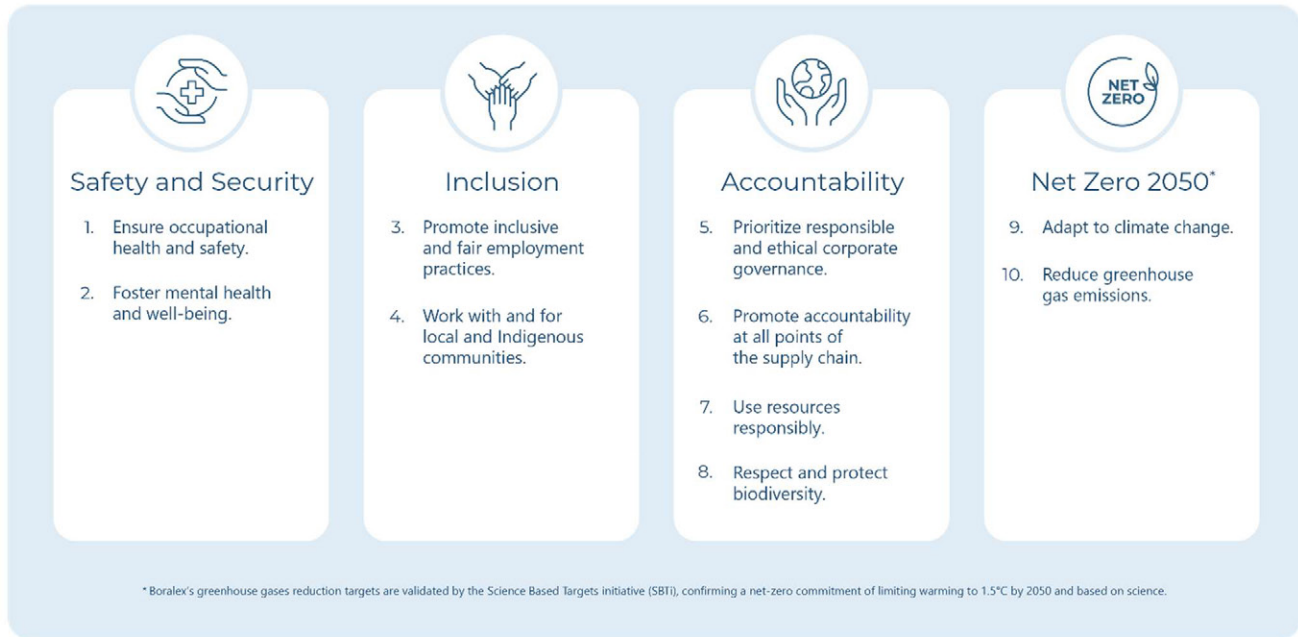 Safety and Security
1. Ensure occupational
health and safety.
2. Foster mental health
and well-being.
Inclusion
3. Promote inclusive
and fair employment
practices.
4. Work with and for
local and Indigenous
communities.
Accountability
5. Prioritize responsible
and ethical corporate
governance.
6. Promote accountability
at all points of
the supply chain.
7. Use resources
responsibly.
8. Respect and protect
biodiversity.
NET
ZERO
Net Zero 2050*
9. Adapt to climate change.
10. Reduce greenhouse
gas emissions.
* Boralex's greenhouse gases reduction targets are validated by the Science Based Targets initiative (SBTi), confirming a net-zero commitment of limiting warming to 1.5°C by 2050 and based on science.